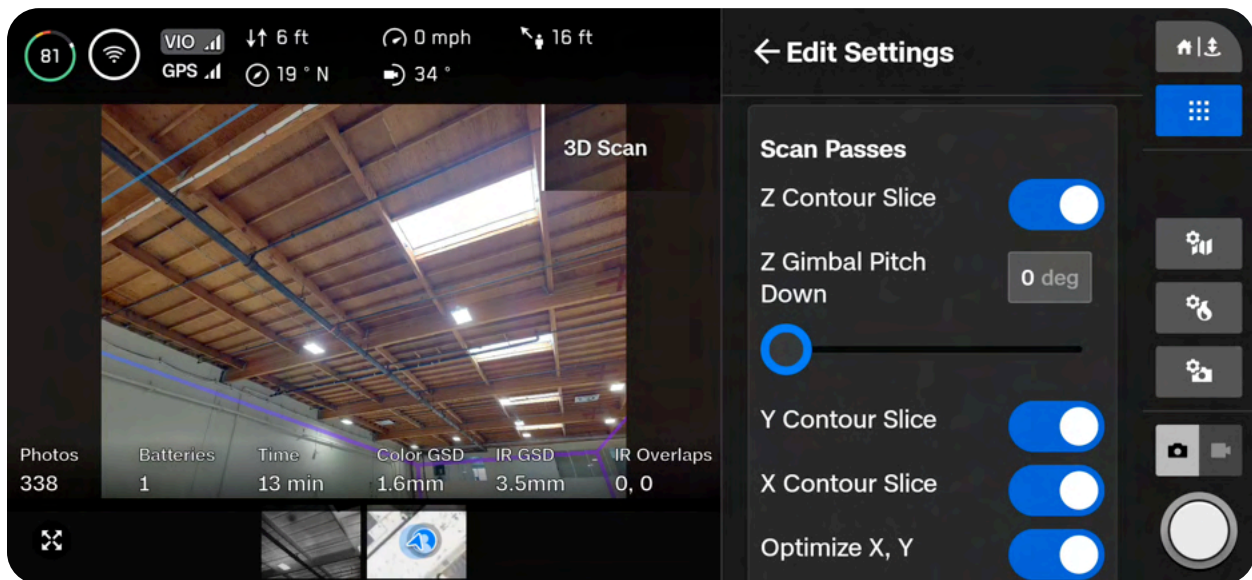 81
VIO
GPS
6 ft
19 ° N
0 mph
34 °
16 ft
3D Scan
Photos
338
Batteries
1
Time
13 min
Color GSD
1.6mm
IR GSD
3.5mm
IR Overlaps
0, 0
Edit Settings
Scan Passes
Z Contour Slice
Z Gimbal Pitch
Down
0 deg
Y Contour Slice
X Contour Slice
Optimize X, Y